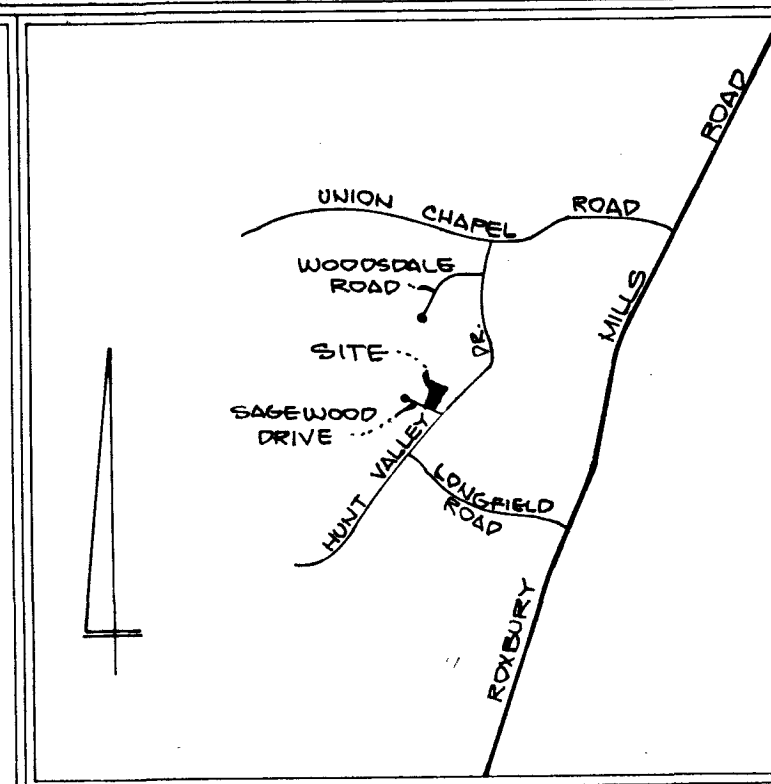 ROAD
UNION CHAPEL ROAD
WOODSDALE
ROAD
MILLS
DR.
SITE
SAGEWOOD
DRIVE
HUNT VALLEY
LONGFIELD
ROAD
ROXBURY